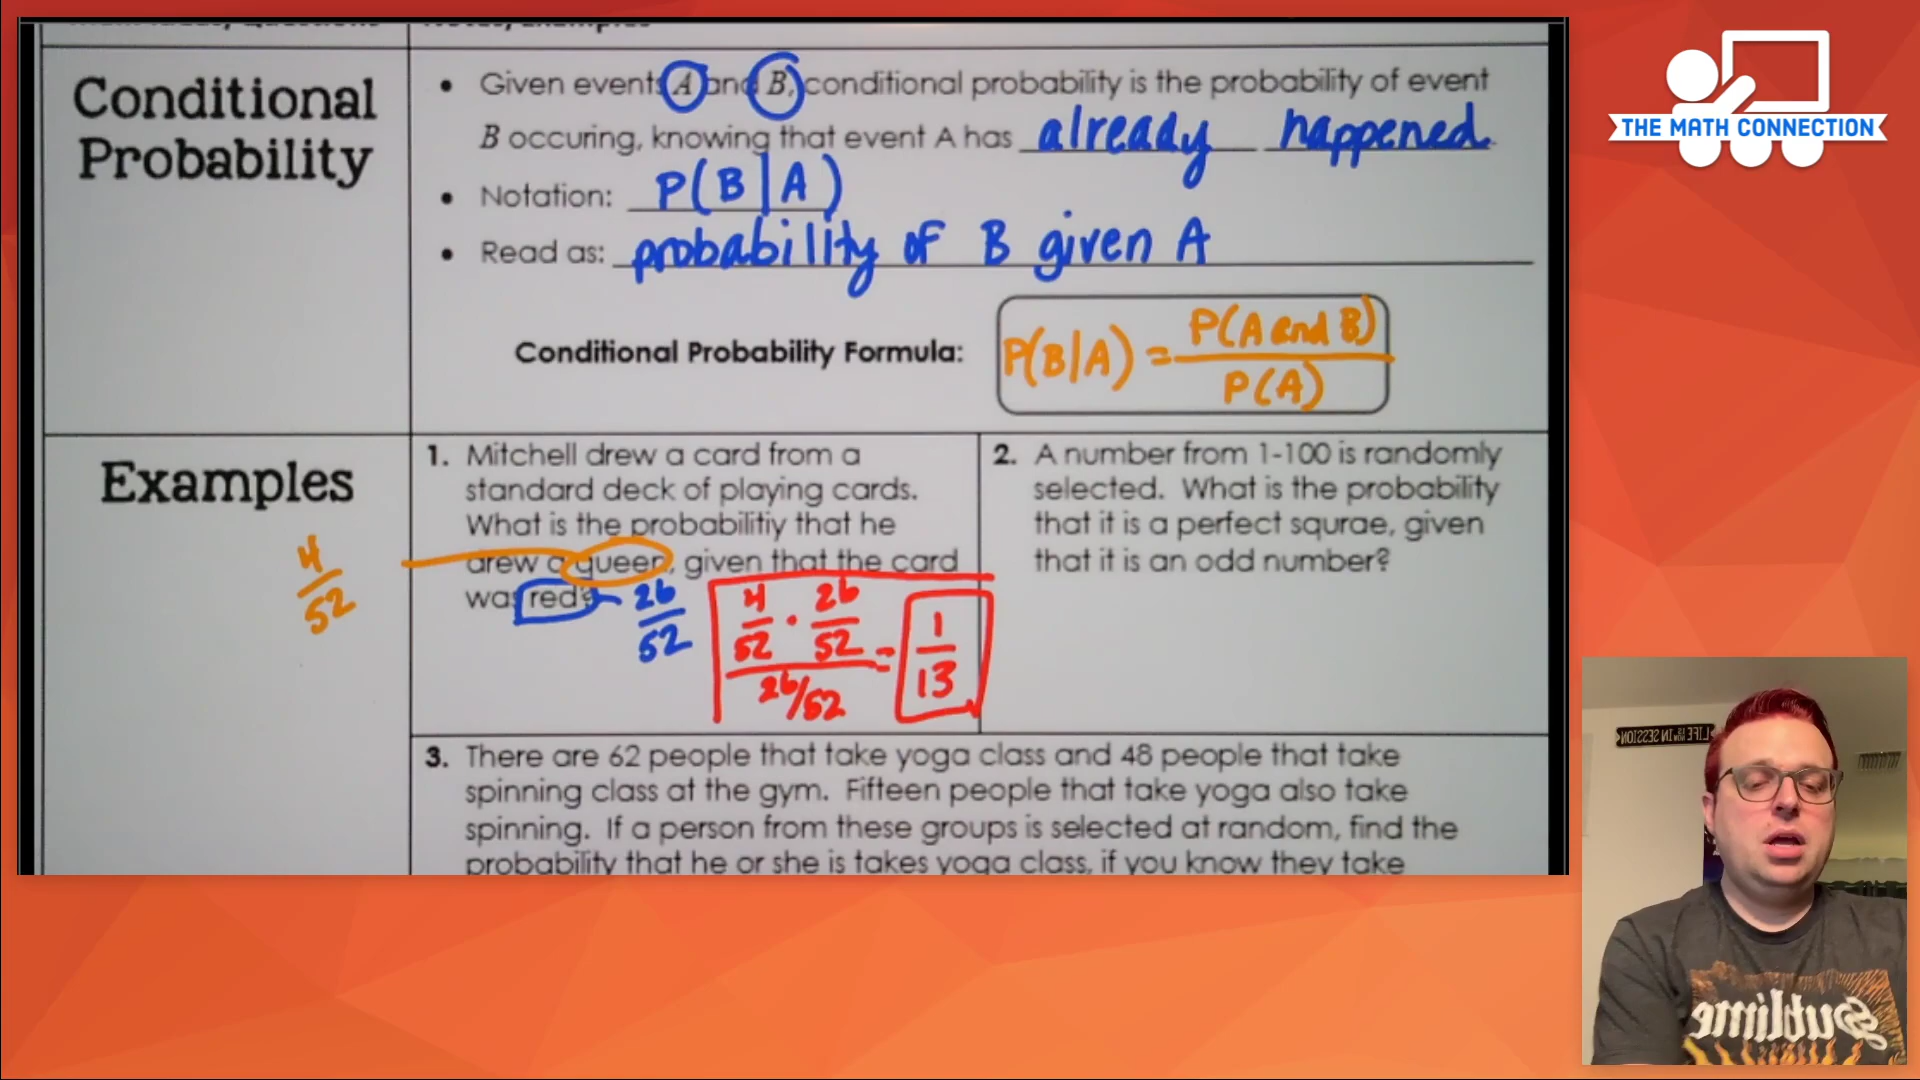 Conditional
Probability
• Given events A and B, conditional probability is the probability of event
B occuring, knowing that event A has already happened.
• Notation: P(B|A)
• Read as: probability of B given A
Conditional Probability Formula: P(B|A) = P(A and B) / P(A)
Examples
4/52
1. Mitchell drew a card from a
standard deck of playing cards.
What is the probabilitiy that he
drew a queen, given that the card
was red?
26/52
4/52 · 26/52
26/52
= 1/13
2. A number from 1-100 is randomly
selected. What is the probability
that it is a perfect squrae, given
that it is an odd number?
3. There are 62 people that take yoga class and 48 people that take
spinning class at the gym. Fifteen people that take yoga also take
spinning. If a person from these groups is selected at random, find the
probability that he or she is takes yoga class, if you know they take
THE MATH CONNECTION
LIFE IS NOW IN SESSION
Sublime